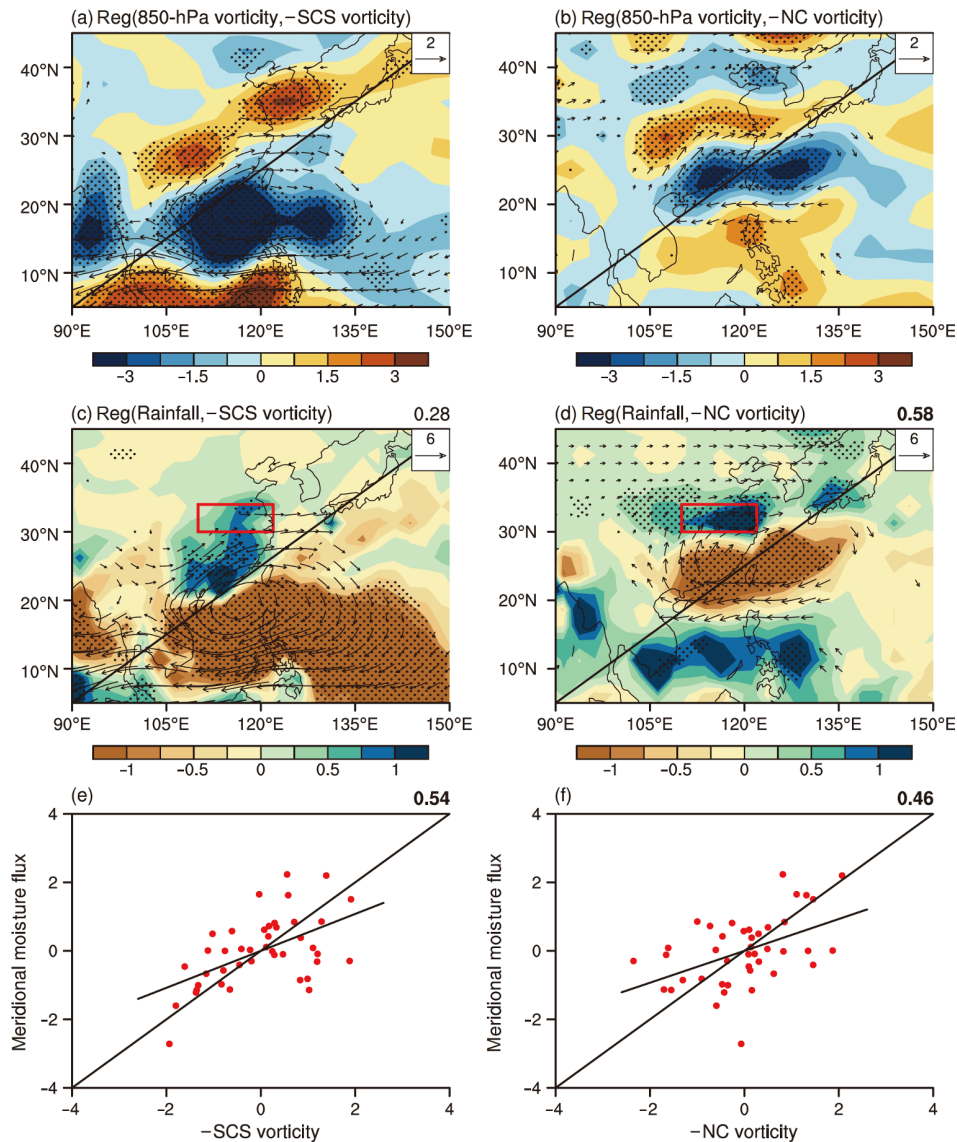 (a) Reg(850-hPa vorticity,−SCS vorticity)
2
40°N
30°N
20°N
10°N
90°E 105°E 120°E 135°E 150°E
−3 −1.5 0 1.5 3
(b) Reg(850-hPa vorticity,−NC vorticity)
2
40°N
30°N
20°N
10°N
90°E 105°E 120°E 135°E 150°E
−3 −1.5 0 1.5 3
(c) Reg(Rainfall,−SCS vorticity) 0.28
6
40°N
30°N
20°N
10°N
90°E 105°E 120°E 135°E 150°E
−1 −0.5 0 0.5 1
(d) Reg(Rainfall,−NC vorticity) 0.58
6
40°N
30°N
20°N
10°N
90°E 105°E 120°E 135°E 150°E
−1 −0.5 0 0.5 1
(e) 0.54
Meridional moisture flux
4
2
0
−2
−4
−4 −2 0 2 4
−SCS vorticity
(f) 0.46
Meridional moisture flux
4
2
0
−2
−4
−4 −2 0 2 4
−NC vorticity